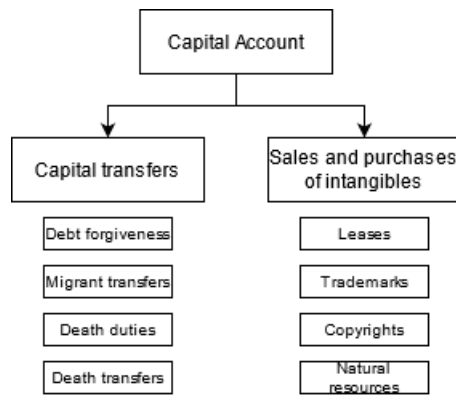 Capital Account
Capital transfers
Sales and purchases
of intangibles
Debt forgiveness
Leases
Migrant transfers
Trademarks
Death duties
Copyrights
Death transfers
Natural
resources